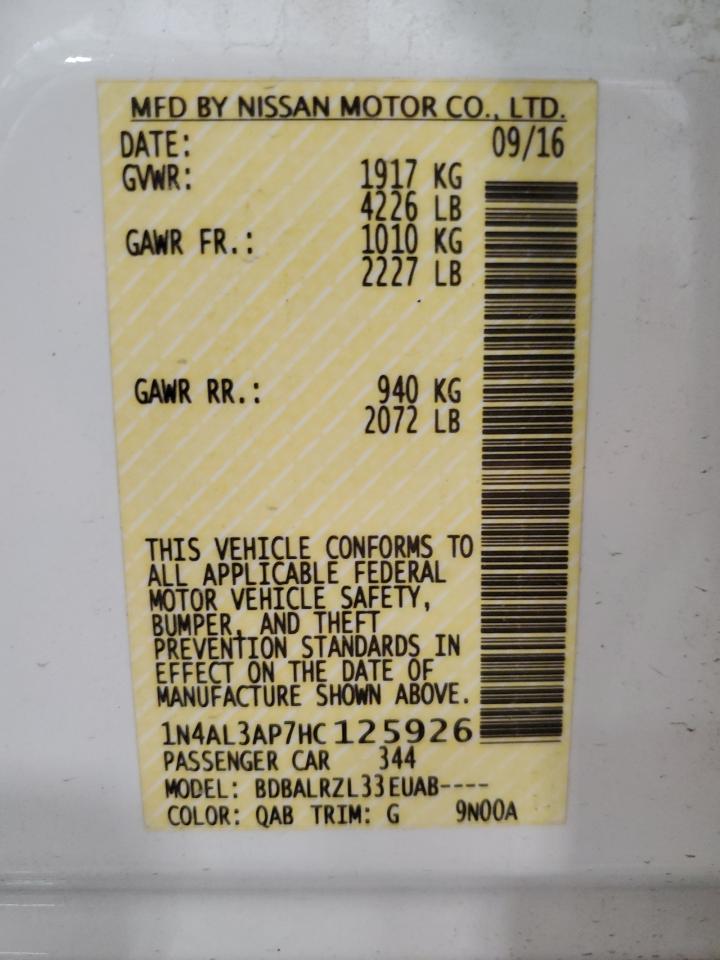 MFD BY NISSAN MOTOR CO., LTD.
DATE: 09/16
GVWR: 1917 KG
4226 LB
GAWR FR.: 1010 KG
2227 LB
GAWR RR.: 940 KG
2072 LB
THIS VEHICLE CONFORMS TO
ALL APPLICABLE FEDERAL
MOTOR VEHICLE SAFETY,
BUMPER, AND THEFT
PREVENTION STANDARDS IN
EFFECT ON THE DATE OF
MANUFACTURE SHOWN ABOVE.
1N4AL3AP7HC125926
PASSENGER CAR 344
MODEL: BDBALRZL33EUAB----
COLOR: QAB TRIM: G 9N00A